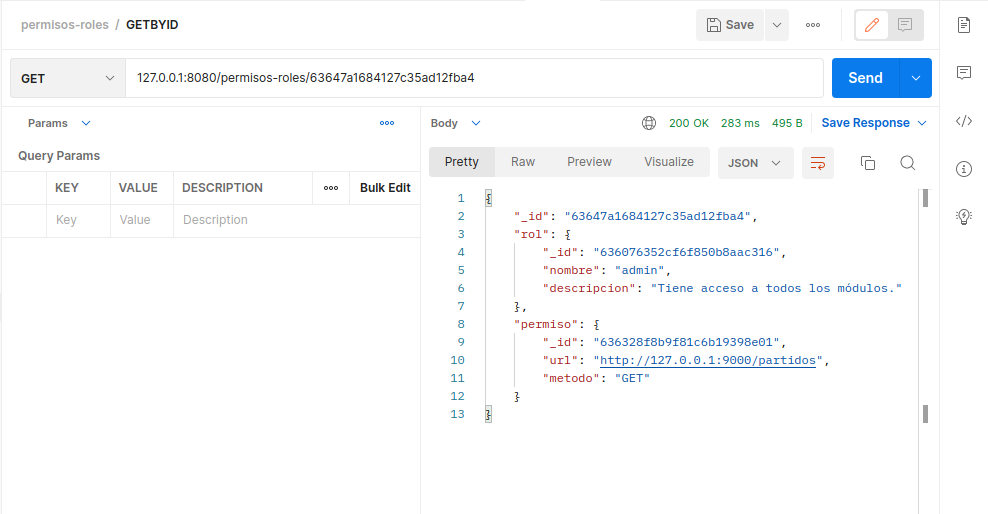 permisos-roles / GETBYID
Save
GET
127.0.0.1:8080/permisos-roles/63647a1684127c35ad12fba4
Send
Params
Query Params
KEY VALUE DESCRIPTION Bulk Edit
Key Value Description
Body 200 OK 283 ms 495 B Save Response
Pretty Raw Preview Visualize JSON
1 {
2 "_id": "63647a1684127c35ad12fba4",
3 "rol": {
4 "_id": "636076352cf6f850b8aac316",
5 "nombre": "admin",
6 "descripcion": "Tiene acceso a todos los módulos."
7 },
8 "permiso": {
9 "_id": "636328f8b9f81c6b19398e01",
10 "url": "http://127.0.0.1:9000/partidos",
11 "metodo": "GET"
12 }
13 }